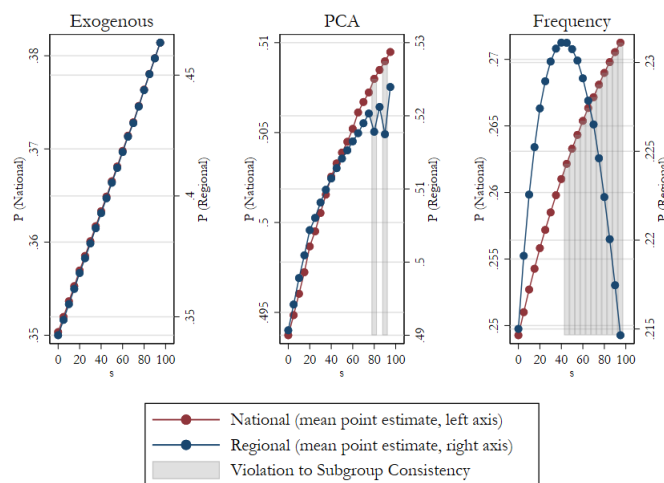 Exogenous
PCA
Frequency
P (National)
.35
.36
.37
.38
P (Regional)
.35
.4
.45
0 20 40 60 80 100
s
P (National)
.495
.5
.505
.51
P (Regional)
.49
.5
.51
.52
.53
0 20 40 60 80 100
s
P (National)
.25
.255
.26
.265
.27
P (Regional)
.215
.22
.225
.23
0 20 40 60 80 100
s
National (mean point estimate, left axis)
Regional (mean point estimate, right axis)
Violation to Subgroup Consistency